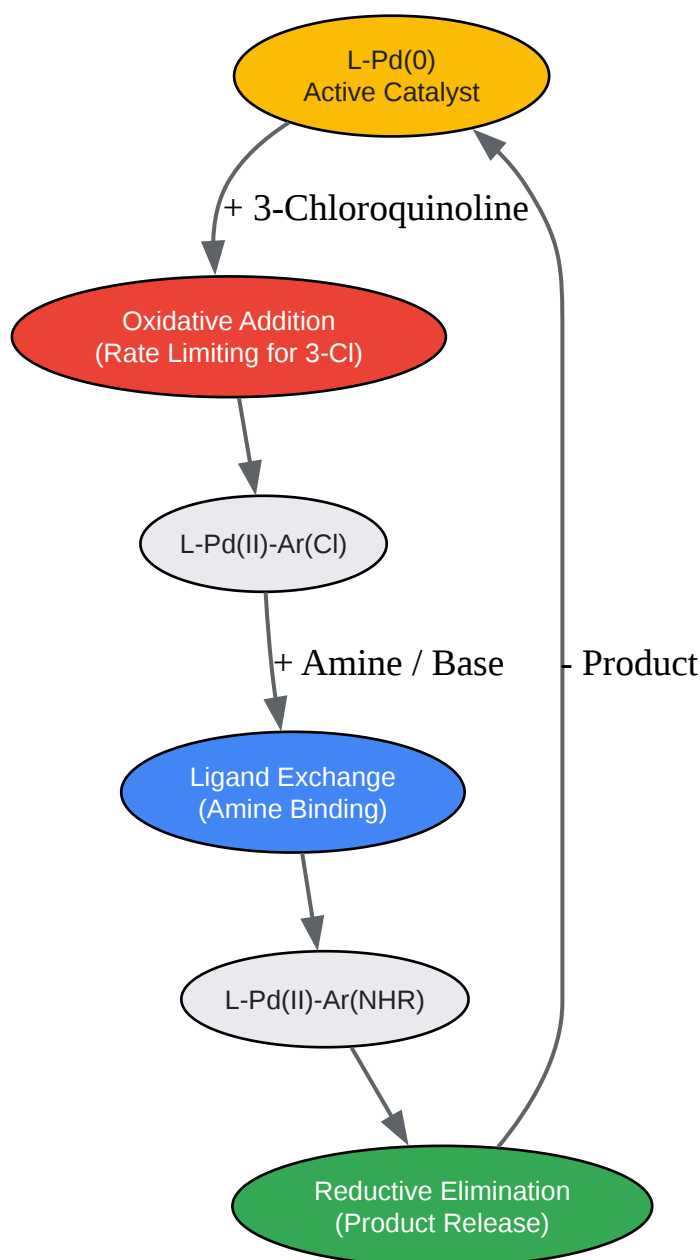 L-Pd(0)
Active Catalyst
+ 3-Chloroquinoline
Oxidative Addition
(Rate Limiting for 3-Cl)
L-Pd(II)-Ar(Cl)
+ Amine / Base
- Product
Ligand Exchange
(Amine Binding)
L-Pd(II)-Ar(NHR)
Reductive Elimination
(Product Release)